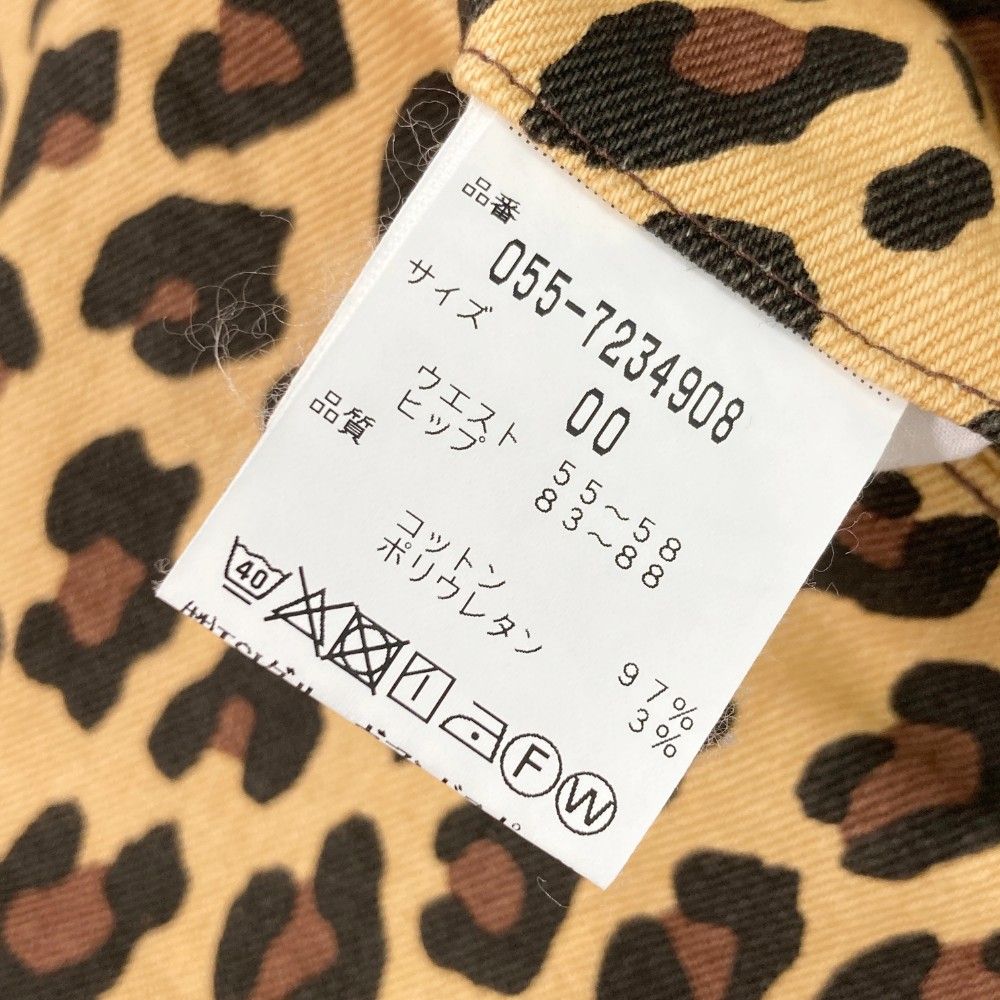 品番
055-7234908
サイズ
00
ウエスト 55～58
ヒップ 83～88
品質
コットン 97%
ポリウレタン 3%
40
F W